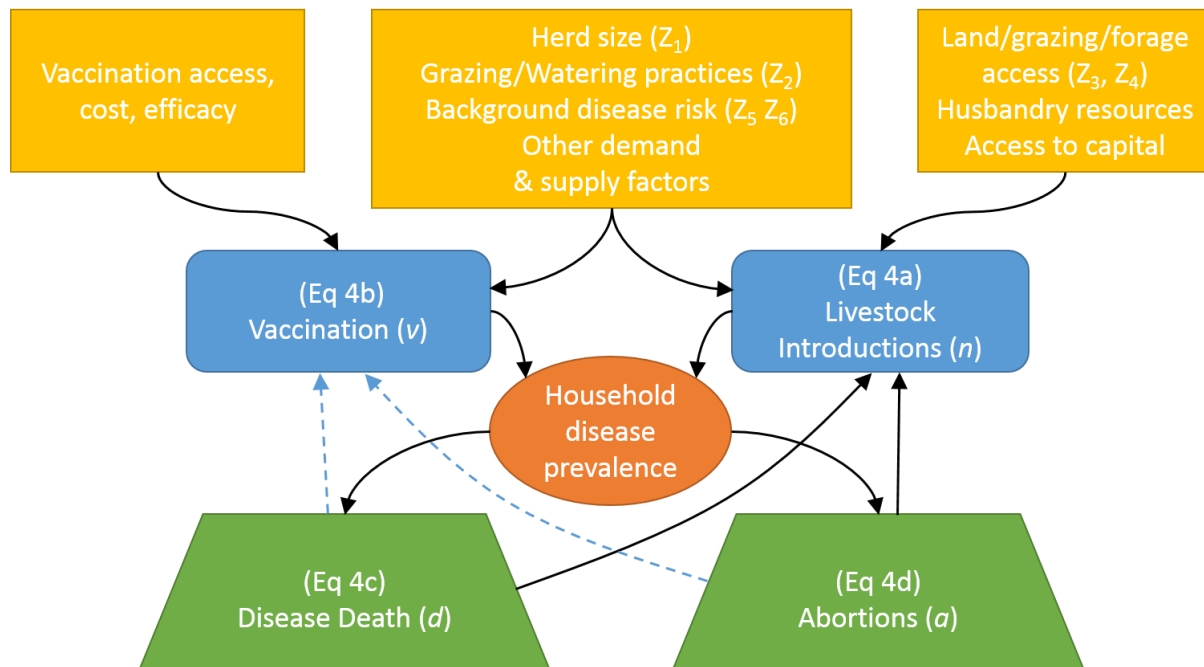 Vaccination access,
cost, efficacy
Herd size (Z₁)
Grazing/Watering practices (Z₂)
Background disease risk (Z₅ Z₆)
Other demand
& supply factors
Land/grazing/forage
access (Z₃, Z₄)
Husbandry resources
Access to capital
(Eq 4b)
Vaccination (v)
(Eq 4a)
Livestock
Introductions (n)
Household
disease
prevalence
(Eq 4c)
Disease Death (d)
(Eq 4d)
Abortions (a)